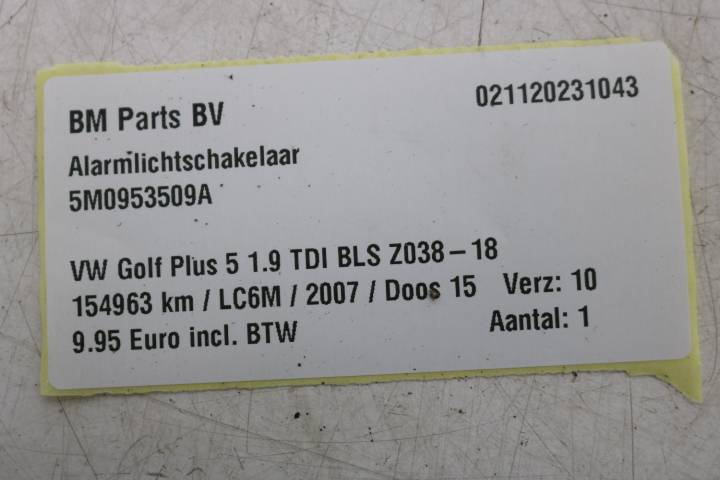 BM Parts BV 021120231043
Alarmlichtschakelaar
5M0953509A
VW Golf Plus 5 1.9 TDI BLS Z038-18
154963 km / LC6M / 2007 / Doos 15 Verz: 10
9.95 Euro incl. BTW Aantal: 1